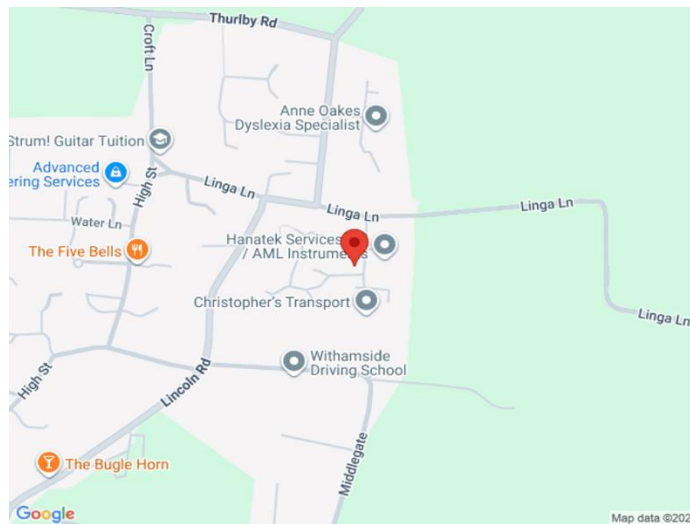 Thurlby Rd
Croft Ln
Anne Oakes
Dyslexia Specialist
Strum! Guitar Tuition
Advanced
ering Services
High St
Linga Ln
Linga Ln
Linga Ln
Water Ln
The Five Bells
Hanatek Services
/ AML Instruments
Christopher's Transport
Linga Ln
Withamside
Driving School
High St
Lincoln Rd
The Bugle Horn
Middlegate
Google
Map data ©202